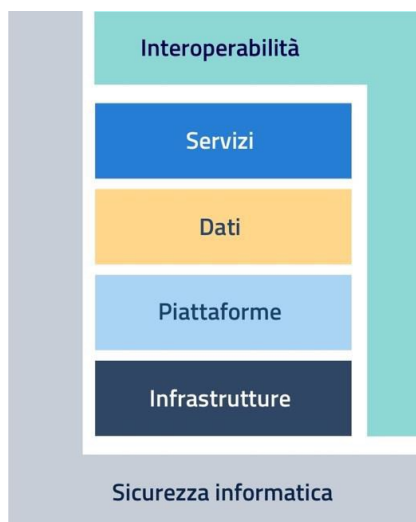 Interoperabilità
Servizi
Dati
Piattaforme
Infrastrutture
Sicurezza informatica